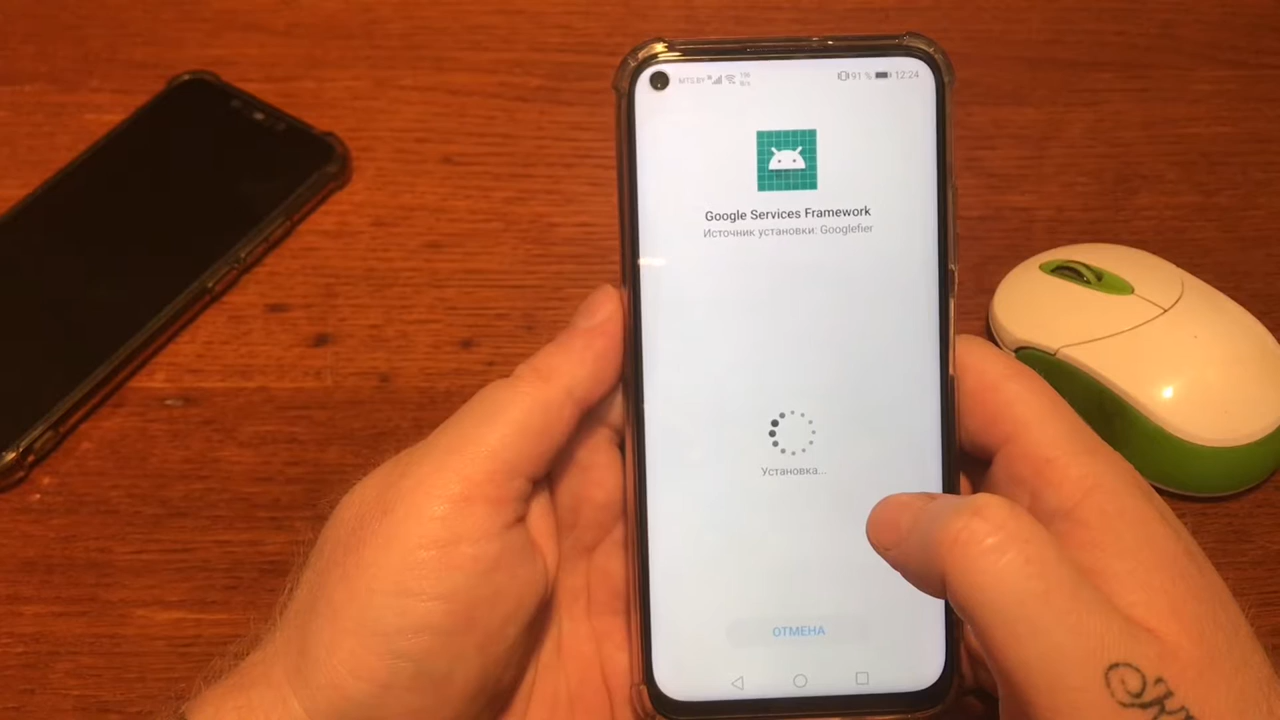 MTS BY 91 % 12:24
Google Services Framework
Источник установки: Googlefier
Установка...
ОТМЕНА